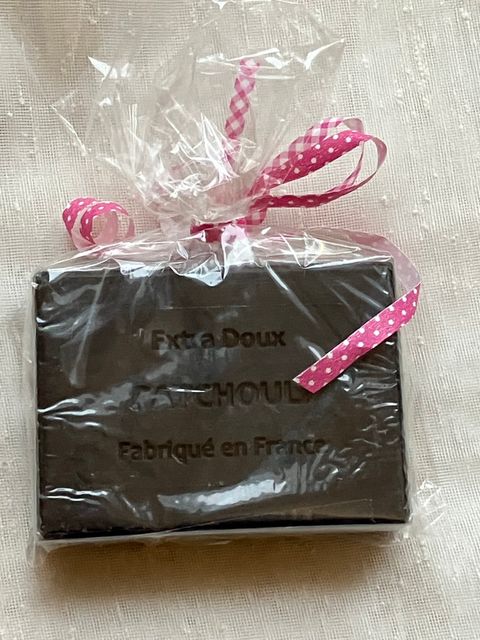 Extra Doux
PATCHOULI
Fabriqué en France